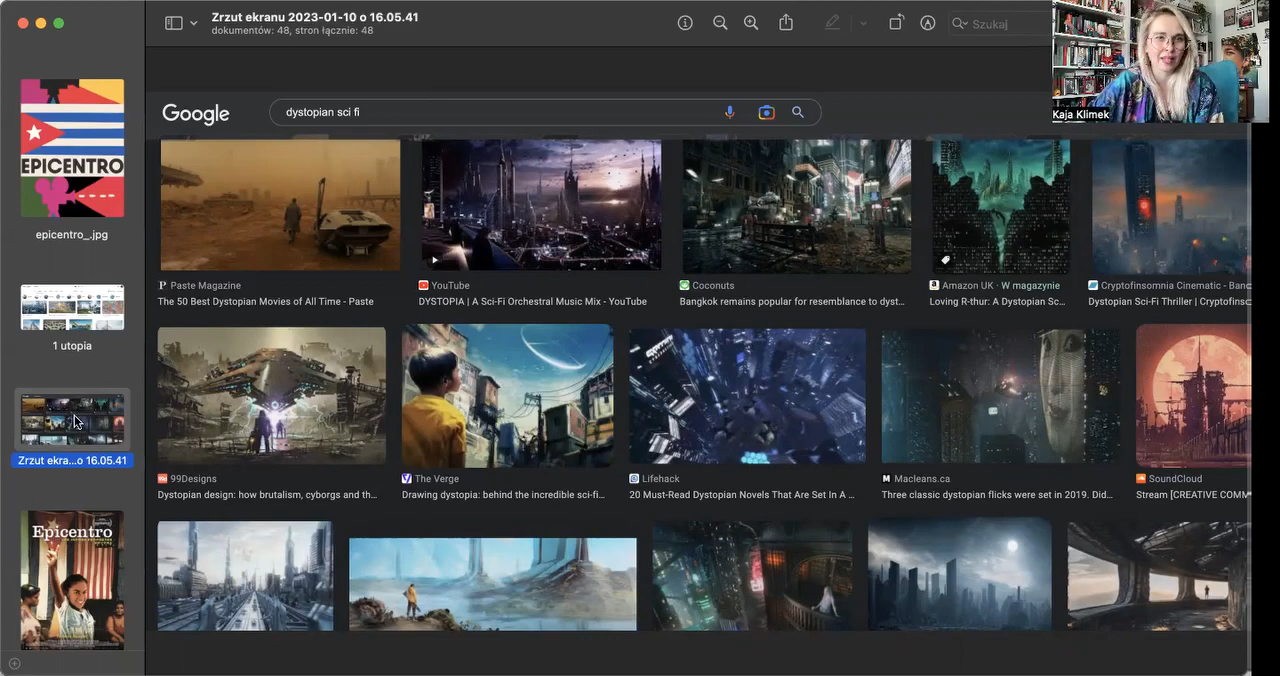 Zrzut ekranu 2023-01-10 o 16.05.41
dokumentów: 48, stron łącznie: 48
Szukaj
Kaja Klimek
EPICENTRO
epicentro_.jpg
1 utopia
Zrzut ekra...o 16.05.41
Epicentro
Google
dystopian sci fi
Paste Magazine
The 50 Best Dystopian Movies of All Time - Paste
YouTube
DYSTOPIA | A Sci-Fi Orchestral Music Mix - YouTube
Coconuts
Bangkok remains popular for resemblance to dyst...
Amazon UK · W magazynie
Loving R-thur: A Dystopian Sc...
Cryptofinsomnia Cinematic - Banc
Dystopian Sci-Fi Thriller | Cryptofinsc
99Designs
Dystopian design: how brutalism, cyborgs and th...
The Verge
Drawing dystopia: behind the incredible sci-fi...
Lifehack
20 Must-Read Dystopian Novels That Are Set In A ...
Macleans.ca
Three classic dystopian flicks were set in 2019. Did...
SoundCloud
Stream [CREATIVE COMM